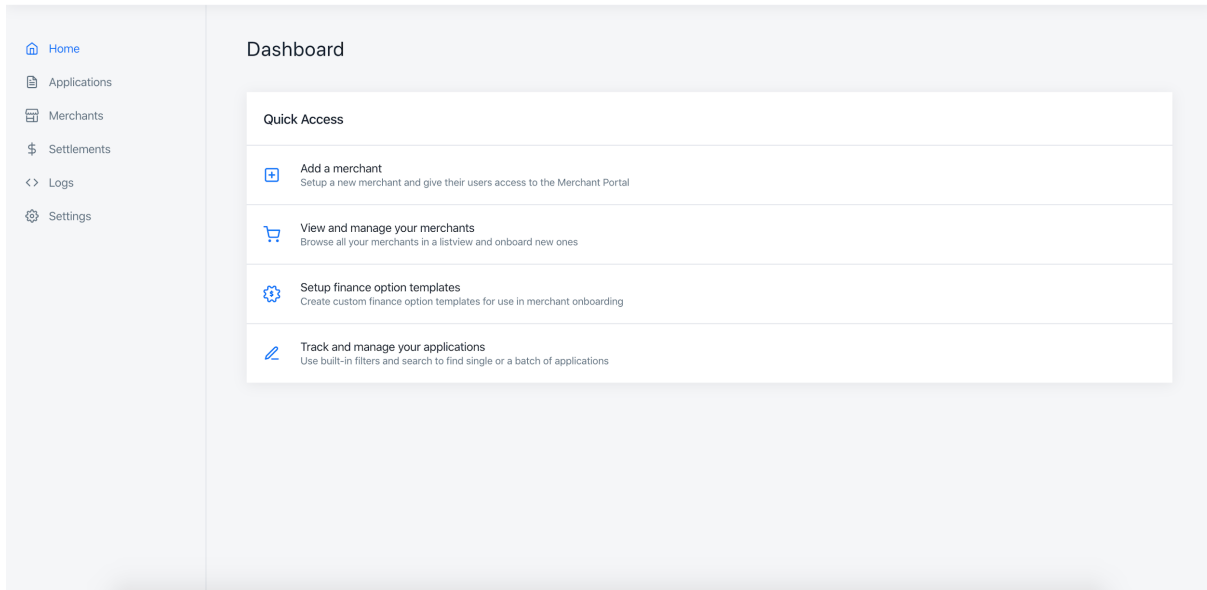 Home
Applications
Merchants
Settlements
Logs
Settings
Dashboard
Quick Access
Add a merchant
Setup a new merchant and give their users access to the Merchant Portal
View and manage your merchants
Browse all your merchants in a listview and onboard new ones
Setup finance option templates
Create custom finance option templates for use in merchant onboarding
Track and manage your applications
Use built-in filters and search to find single or a batch of applications